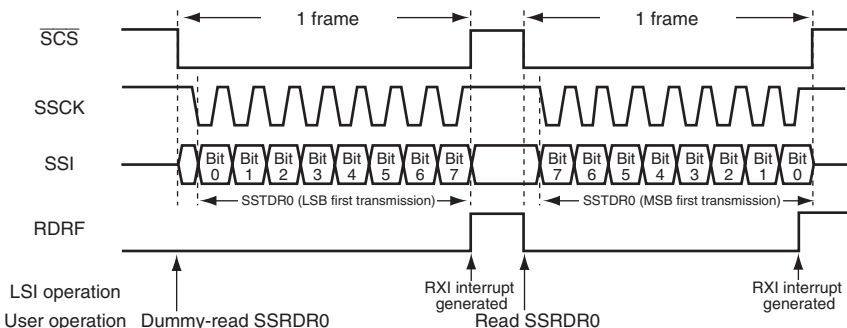 1 frame 1 frame
SCS
SSCK
SSI Bit 0 Bit 1 Bit 2 Bit 3 Bit 4 Bit 5 Bit 6 Bit 7 Bit 7 Bit 6 Bit 5 Bit 4 Bit 3 Bit 2 Bit 1 Bit 0
SSTDR0 (LSB first transmission) SSTDR0 (MSB first transmission)
RDRF
LSI operation RXI interrupt generated RXI interrupt generated
User operation Dummy-read SSRDR0 Read SSRDR0